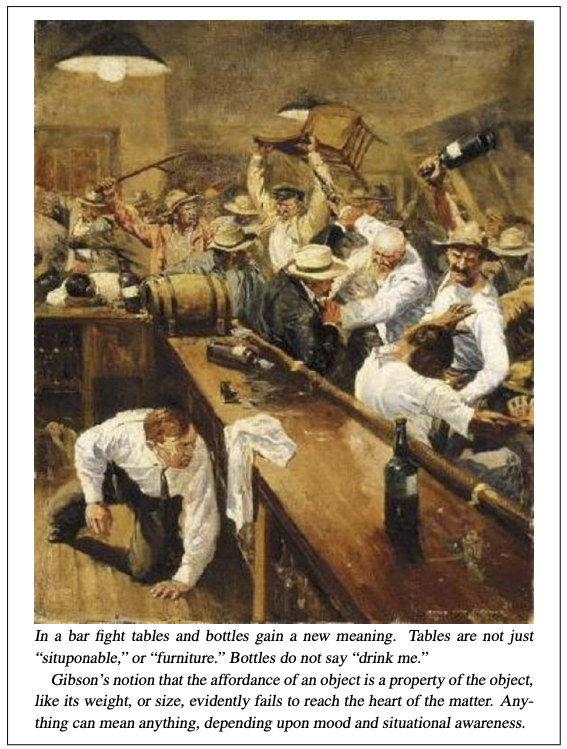 In a bar fight tables and bottles gain a new meaning. Tables are not just
“situponable,” or “furniture.” Bottles do not say “drink me.”
Gibson’s notion that the affordance of an object is a property of the object,
like its weight, or size, evidently fails to reach the heart of the matter. Any-
thing can mean anything, depending upon mood and situational awareness.